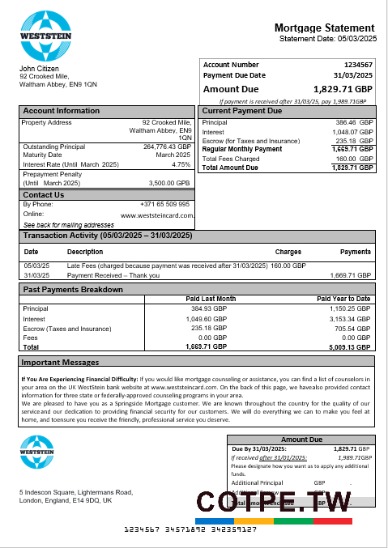 WESTSTEIN
Mortgage Statement
Statement Date: 05/03/2025
John Citizen
92 Crooked Mile,
Waltham Abbey, EN9
1QN
Account Number 1234567
Payment Due Date 31/03/2025
Amount Due 1,829.71 GBP
If payment is received after 31/03/25, pay 1,989.71GBP
Account Information
Property Address 92 Crooked Mile,
Waltham Abbey, EN9
1QN
Outstanding Principal 264,776.43 GBP
Maturity Date March 2025
Interest Rate (Until March 2025) 4.75%
Prepayment Penalty
(Until March 2025) 3,500.00 GPB
Contact Us
By Phone: +371 65 509 995
Online: www.weststeincard.com.
See back for mailing addresses
Current Payment Due
Principal 386.46 GBP
Interest 1,048.07 GBP
Escrow (for Taxes and Insurance) 235.18 GBP
Regular Monthly Payment 1,669.71 GBP
Total Fees Charged 160.00 GBP
Total Amount Due 1,829.71 GBP
Transaction Activity (05/03/2025 – 31/03/2025)
Date Description Charges Payments
05/03/25 Late Fees (charged because payment was received after 31/03/2025) 160.00 GBP
31/03/25 Payment Received – Thank you 1,669.71 GBP
Past Payments Breakdown
Paid Last Month Paid Year to Date
Principal 384.93 GBP 1,150.25 GBP
Interest 1,049.60 GBP 3,153.34 GBP
Escrow (Taxes and Insurance) 235.18 GBP 705.54 GBP
Fees 0.00 GBP 0.00 GBP
Total 1,669.71 GBP 5,009.13 GBP
Important Messages
If You Are Experiencing Financial Difficulty: If you would like mortgage counseling or assistance, you can find a list of counselors in
your area on the UK WestStein bank website at www.weststeincard.com. On the back of this page, we have also provided contact
information for three state or federally-approved counseling programs in your area.
We are pleased to have you as a Springside Mortgage customer. We are known throughout the country for the quality of our
service and our dedication to providing financial security for our customers. We will do everything we can to make you feel at
home, and to ensure you receive the friendly, professional service you deserve.
WESTSTEIN
5 Indescon Square, Lightermans Road,
London, England, E14 9DQ, UK
Amount Due
Due By 31/03/2025: 1,829.71 GBP
If received after 31/01/2025: 1,989.71GBP
Please designate how you want us to apply any additional
funds.
Additional Principal GBP .
1234567 34571892 342359127